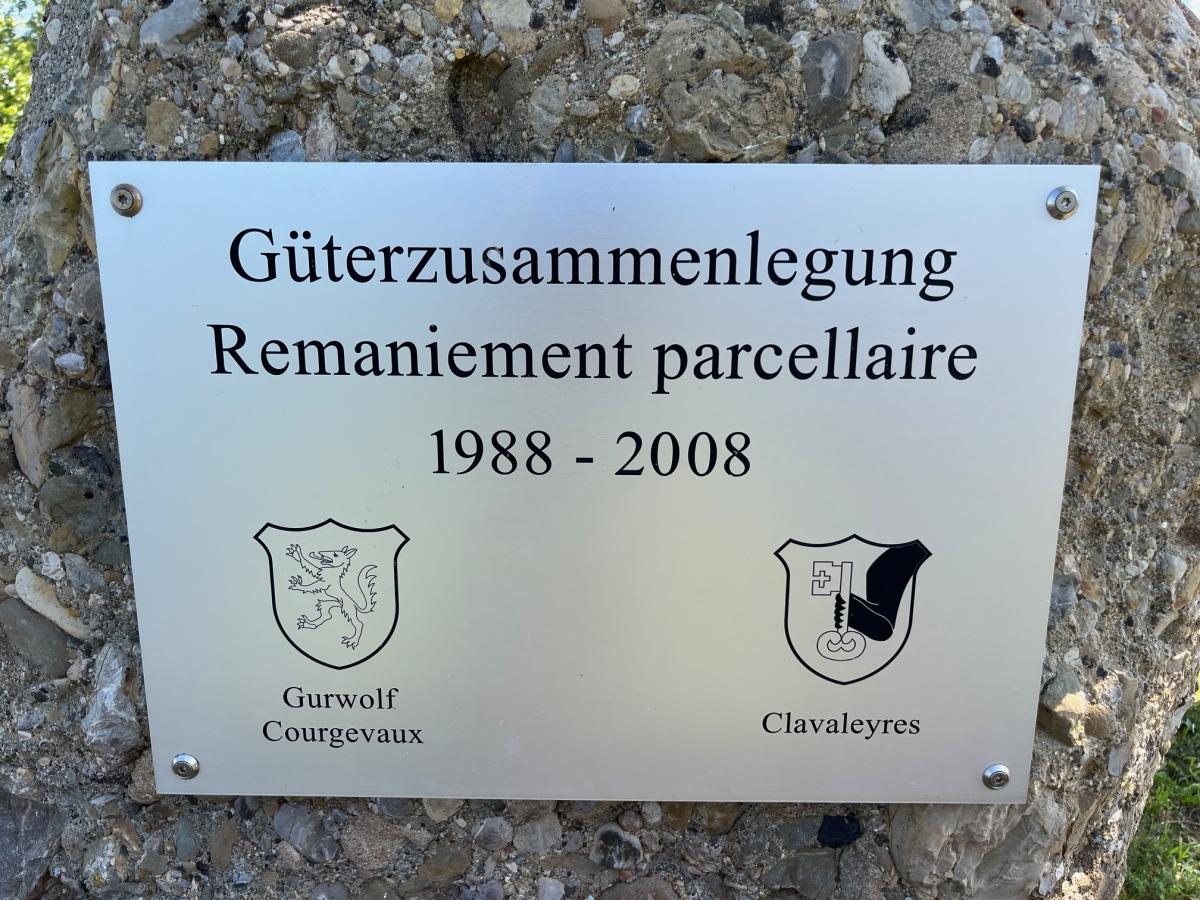 Güterzusammenlegung
Remaniement parcellaire
1988 - 2008
Gurwolf
Courgevaux
Clavaleyres